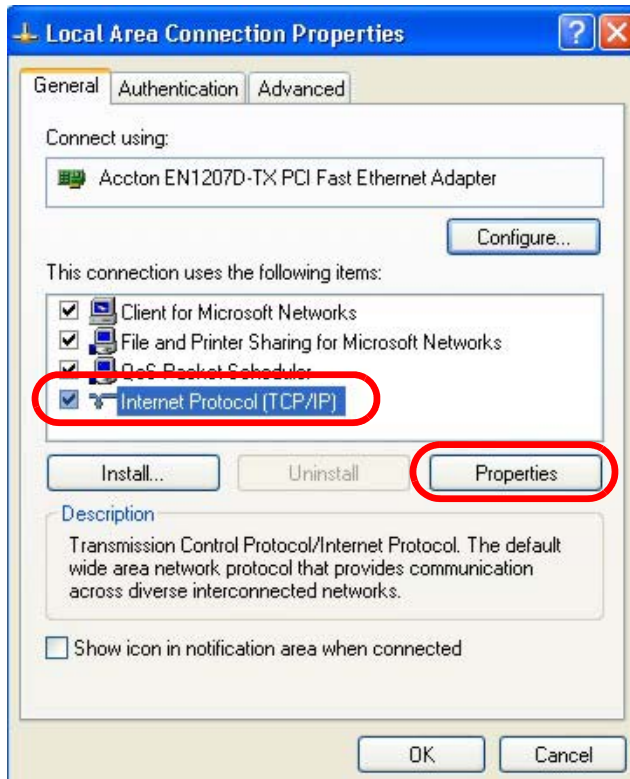 Local Area Connection Properties
General Authentication Advanced
Connect using:
Accton EN1207D-TX PCI Fast Ethernet Adapter
Configure...
This connection uses the following items:
Client for Microsoft Networks
File and Printer Sharing for Microsoft Networks
QoS Packet Scheduler
Internet Protocol (TCP/IP)
Install... Uninstall Properties
Description
Transmission Control Protocol/Internet Protocol. The default
wide area network protocol that provides communication
across diverse interconnected networks.
Show icon in notification area when connected
OK Cancel